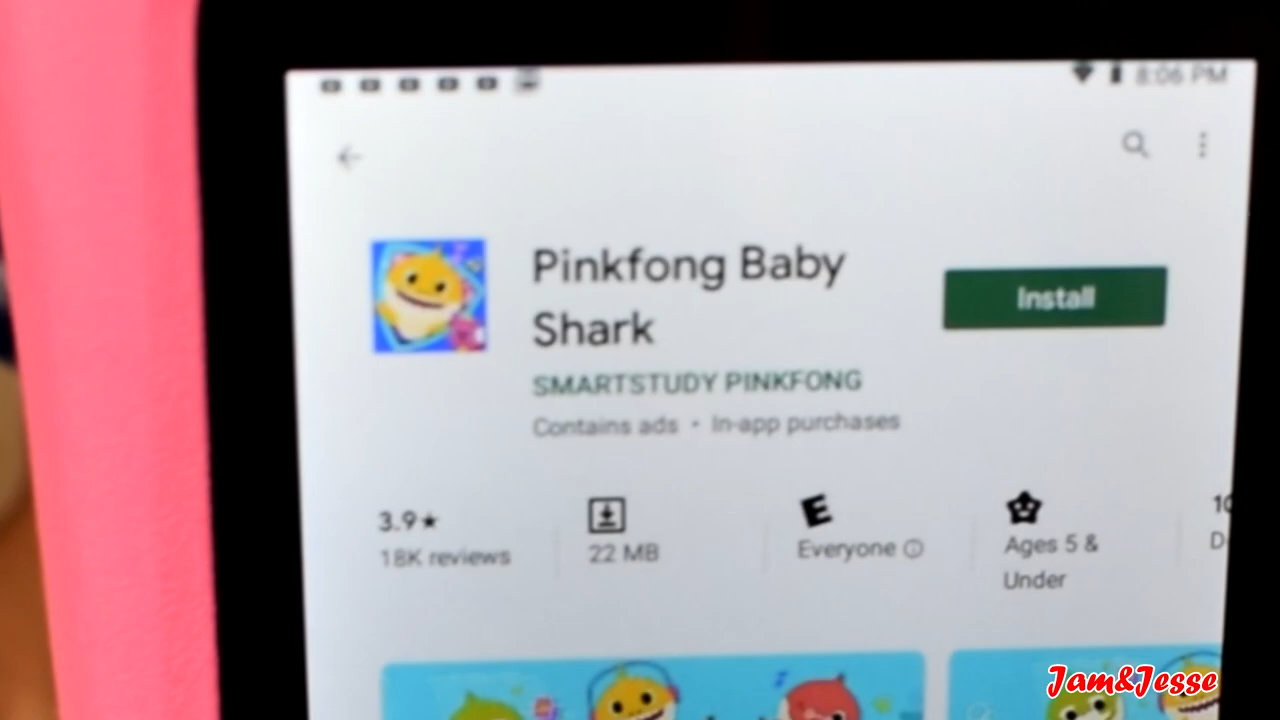 8:06 PM
Pinkfong Baby
Shark
Install
SMARTSTUDY PINKFONG
Contains ads • In-app purchases
3.9★
18K reviews
22 MB
E
Everyone
Ages 5 &
Under
Jam&Jesse